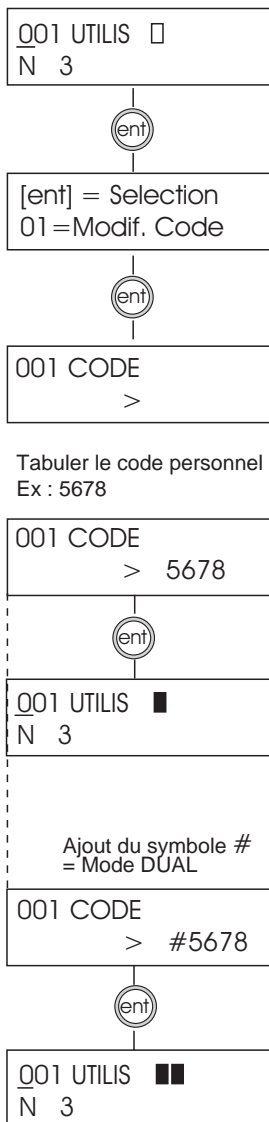 001 UTILIS □
N 3
ent
[ent] = Selection
01=Modif. Code
ent
001 CODE
>
Tabuler le code personnel
Ex : 5678
001 CODE
> 5678
ent
001 UTILIS ■
N 3
Ajout du symbole #
= Mode DUAL
001 CODE
> #5678
ent
001 UTILIS ■■
N 3